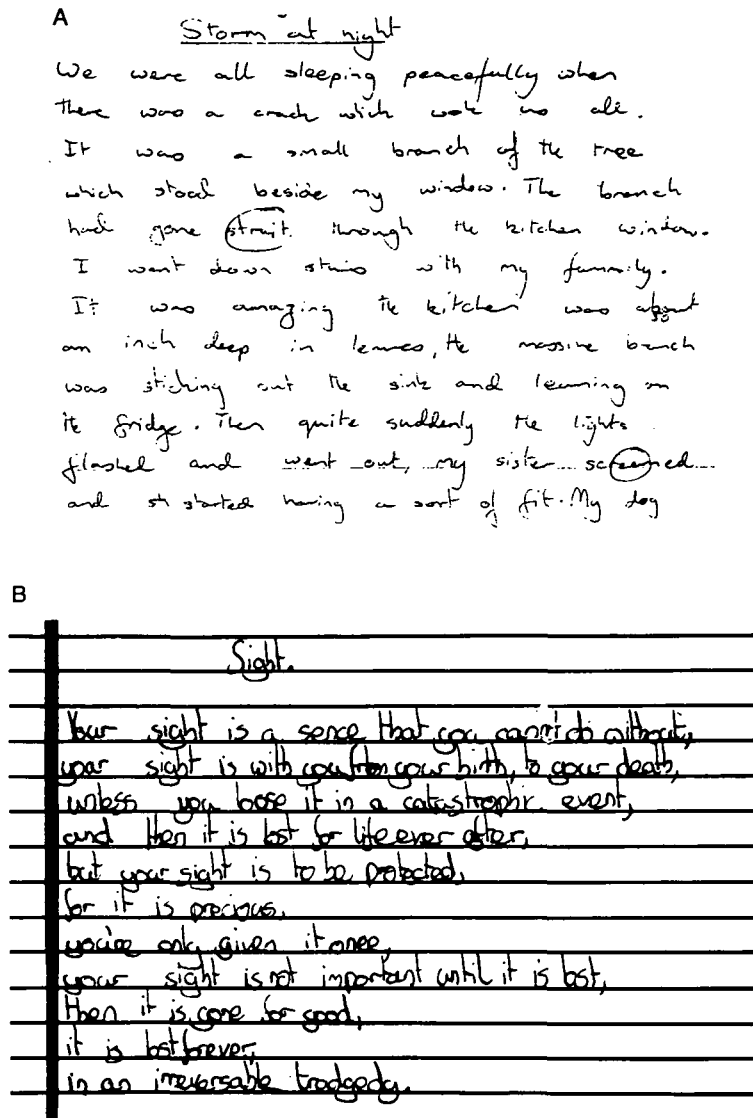 A
Storm at night
We were all sleeping peacefully when
there was a crack which woke us all.
It was a small branch of the tree
which stood beside my window. The branch
had gone strait through the kitchen window.
I went down stairs with my fammily.
It was amazing the kitchen was about
an inch deep in leaves, the massive branch
was sticking out the sink and leaning on
the fridge. Then quite suddenly the lights
flashed and went out, my sister screemed
and started having a sort of fit. My dog
B
Sight.
Your sight is a sence that you cannt do without,
your sight is with you from your birth, to your death,
unless you loose it in a catastrophic event,
and then it is lost for life ever after,
but your sight is to be protected,
for it is precious,
you're only given it once,
your sight is not important until it is lost,
then it is gone for good,
it is lost forever,
in an irreversable tradgedy.